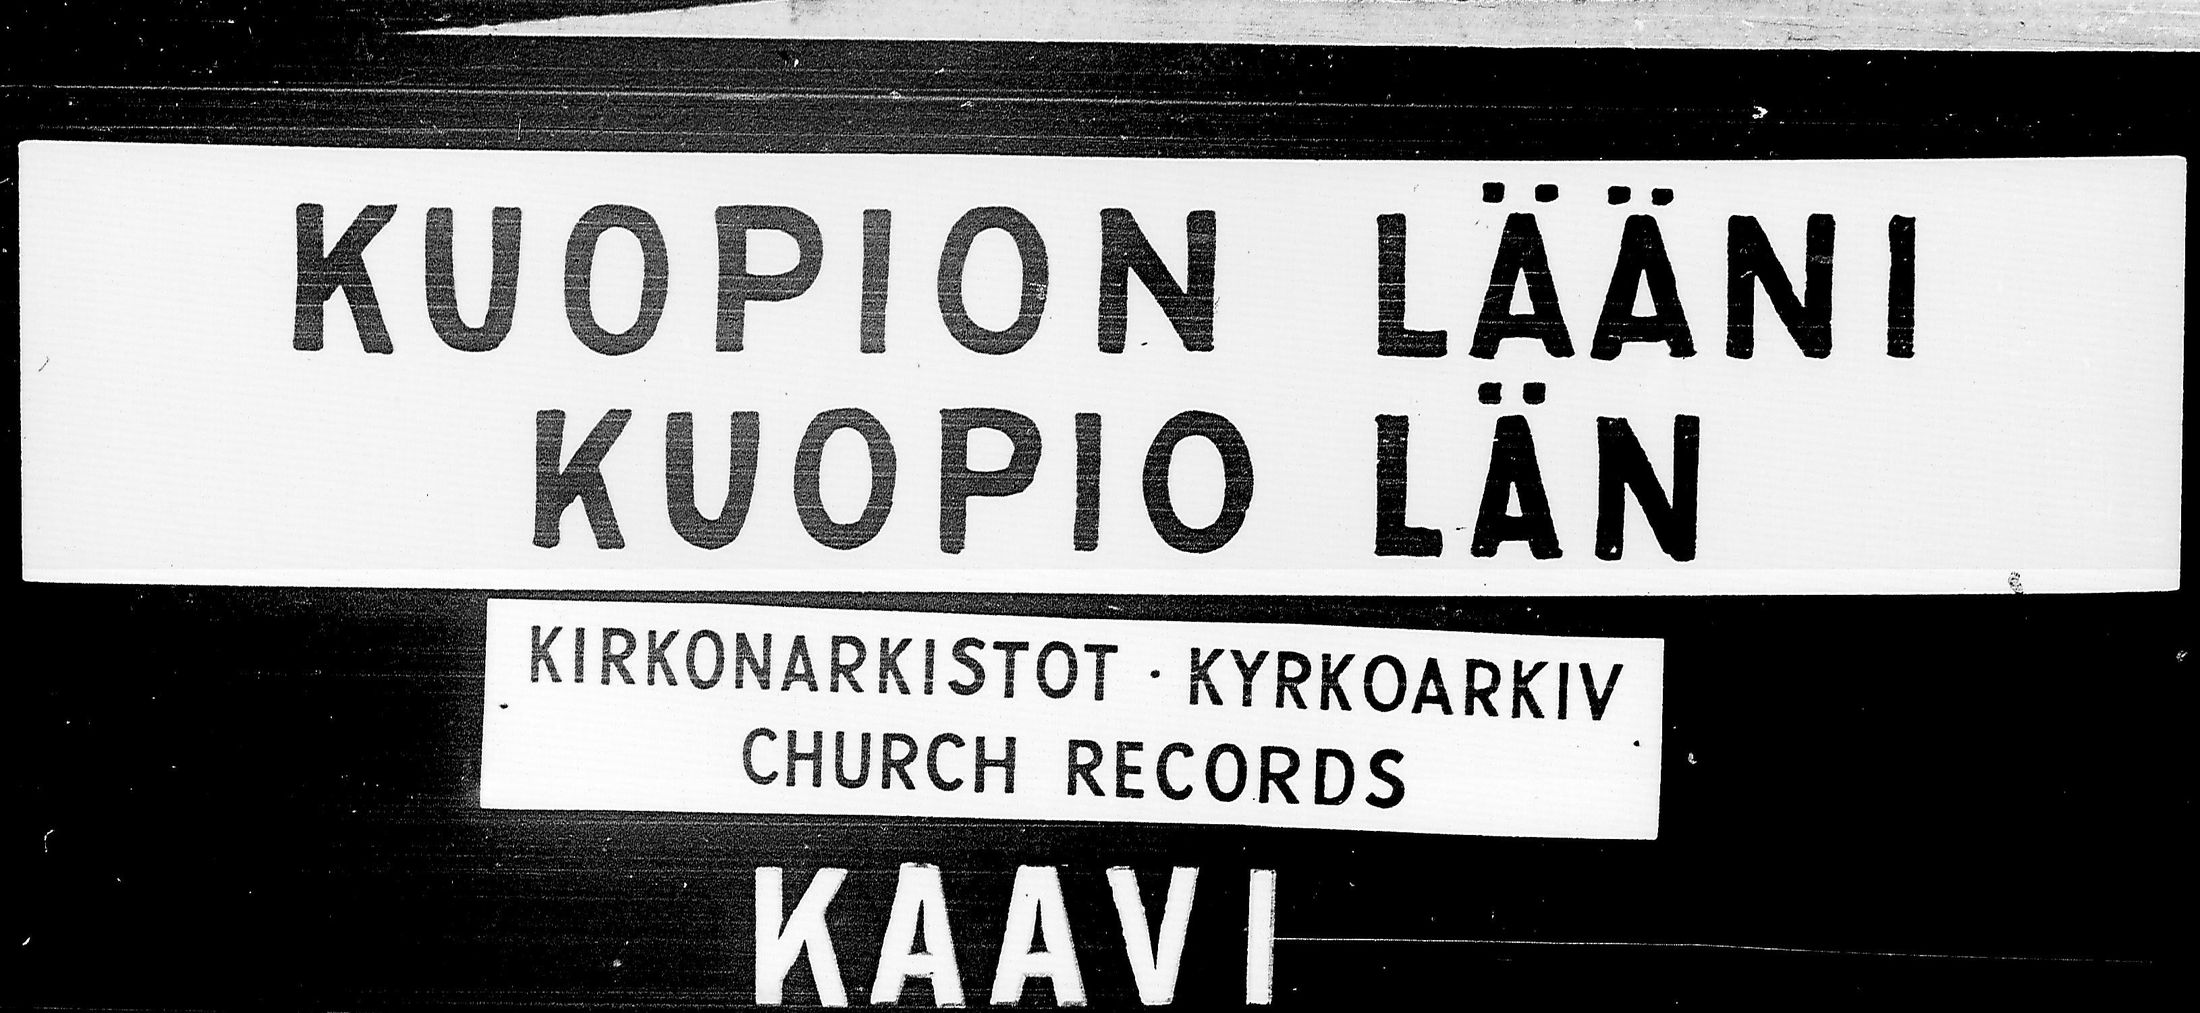 KUOPION LÄÄNI
KUOPIO LÄN
KIRKONARKISTOT · KYRKOARKIV
CHURCH RECORDS
KAAVI